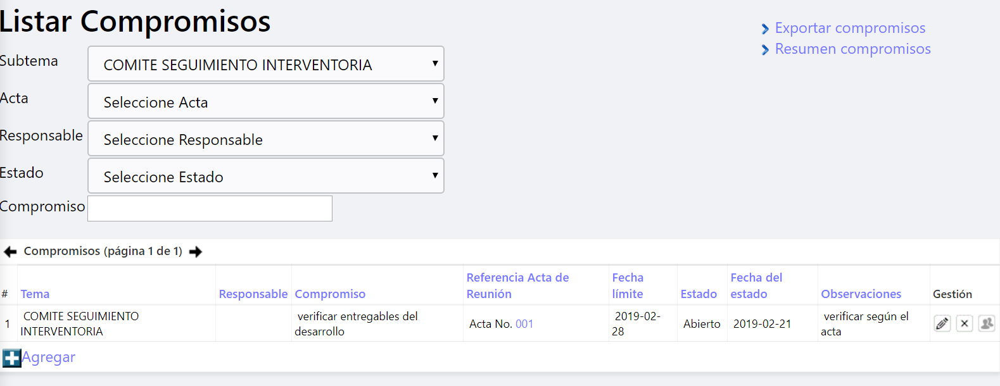 Listar Compromisos
Exportar compromisos
Resumen compromisos
Subtema COMITE SEGUIMIENTO INTERVENTORIA
Acta Seleccione Acta
Responsable Seleccione Responsable
Estado Seleccione Estado
Compromiso
Compromisos (página 1 de 1)
# Tema Responsable Compromiso Referencia Acta de Reunión Fecha límite Estado Fecha del estado Observaciones Gestión
1 COMITE SEGUIMIENTO INTERVENTORIA verificar entregables del desarrollo Acta No. 001 2019-02-28 Abierto 2019-02-21 verificar según el acta
Agregar